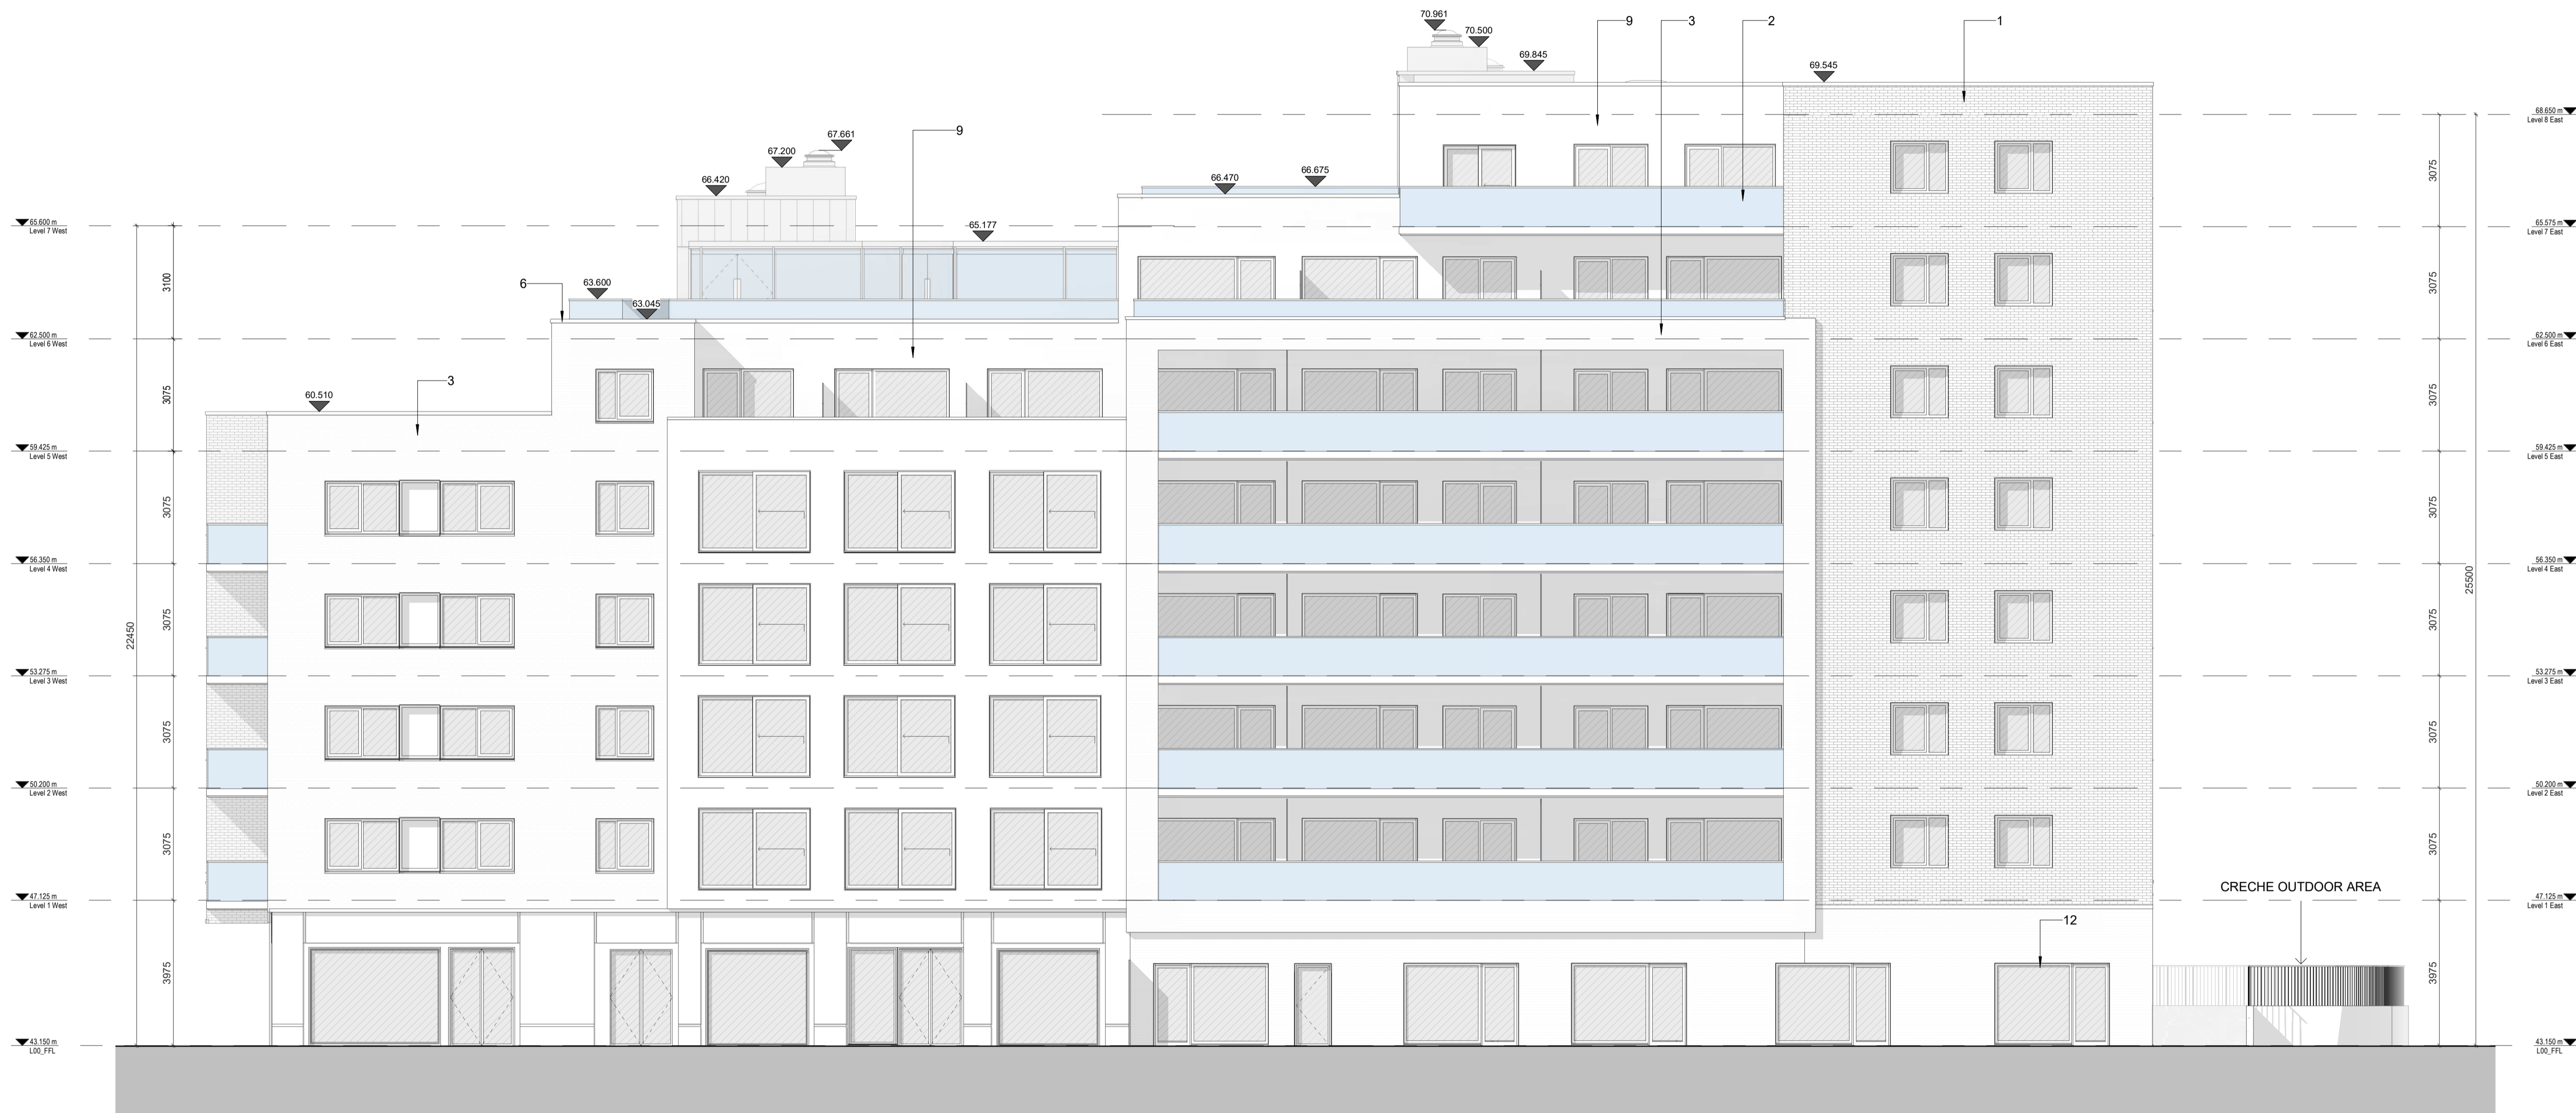 70.961
9
3
2
1
70.500
69.845
69.545
68.650 m
Level 8 East
67.661
9
67.200
66.420
66.675
66.470
3075
65.600 m
Level 7 West
65.177
65.575 m
Level 7 East
3100
6
63.600
63.045
3075
62.500 m
Level 6 West
62.500 m
Level 6 East
3
60.510
3075
3075
59.425 m
Level 5 West
59.425 m
Level 5 East
3075
3075
56.350 m
Level 4 West
56.350 m
Level 4 East
25500
22450
3075
3075
53.275 m
Level 3 West
53.275 m
Level 3 East
3075
3075
50.200 m
Level 2 West
50.200 m
Level 2 East
3075
3075
CRECHE OUTDOOR AREA
47.125 m
Level 1 West
47.125 m
Level 1 East
12
3975
3975
43.150 m
L00_FFL
43.150 m
L00_FFL